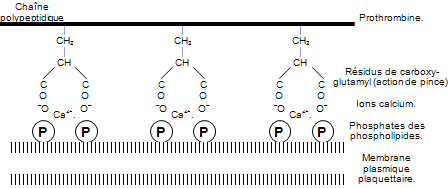 Chaîne
polypeptidique
Prothrombine.
CH₂ CH₂ CH₂
CH CH CH
Résidus de carboxy-
glutamyl (action de pince)
C C C C C C
O O O O O O
⁻O O⁻ ⁻O O⁻ ⁻O O⁻
Ions calcium.
Ca⁺⁺. Ca⁺⁺. Ca⁺⁺.
P P P P P P
Phosphates des
phospholipides.
Membrane
plasmique
plaquettaire.